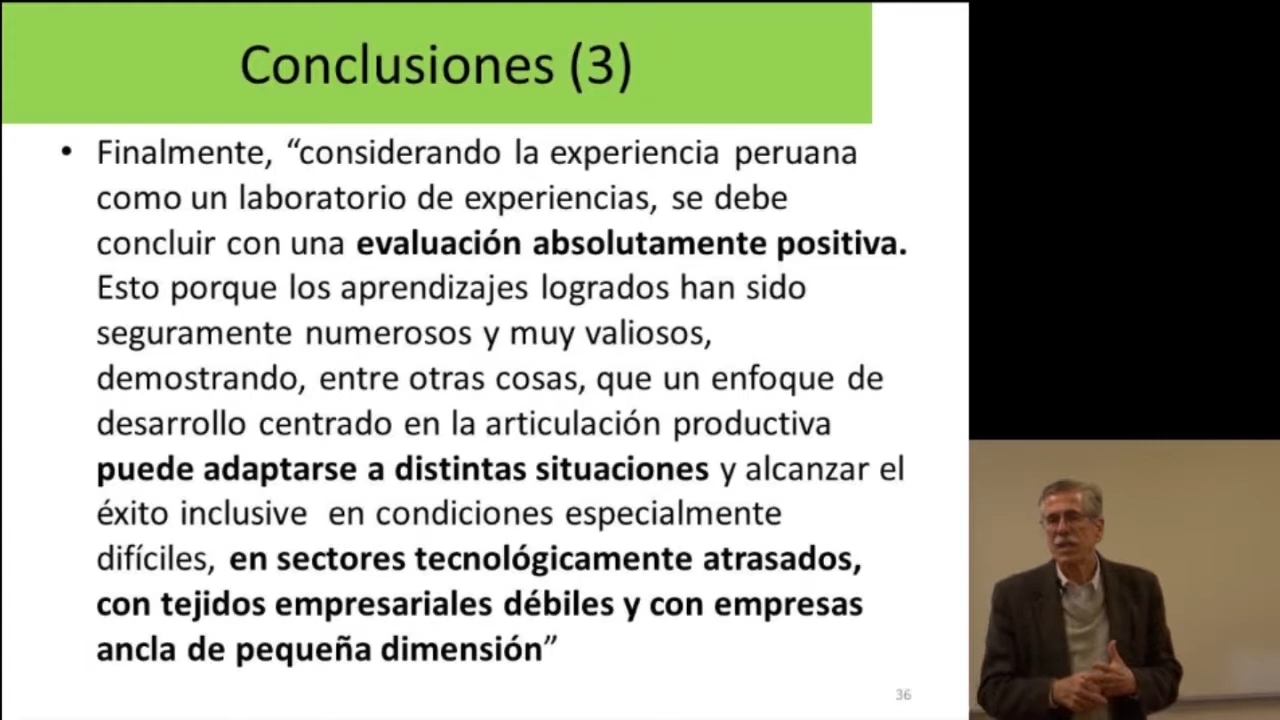 Conclusiones (3)
• Finalmente, “considerando la experiencia peruana
como un laboratorio de experiencias, se debe
concluir con una evaluación absolutamente positiva.
Esto porque los aprendizajes logrados han sido
seguramente numerosos y muy valiosos,
demostrando, entre otras cosas, que un enfoque de
desarrollo centrado en la articulación productiva
puede adaptarse a distintas situaciones y alcanzar el
éxito inclusive en condiciones especialmente
difíciles, en sectores tecnológicamente atrasados,
con tejidos empresariales débiles y con empresas
ancla de pequeña dimensión”
36